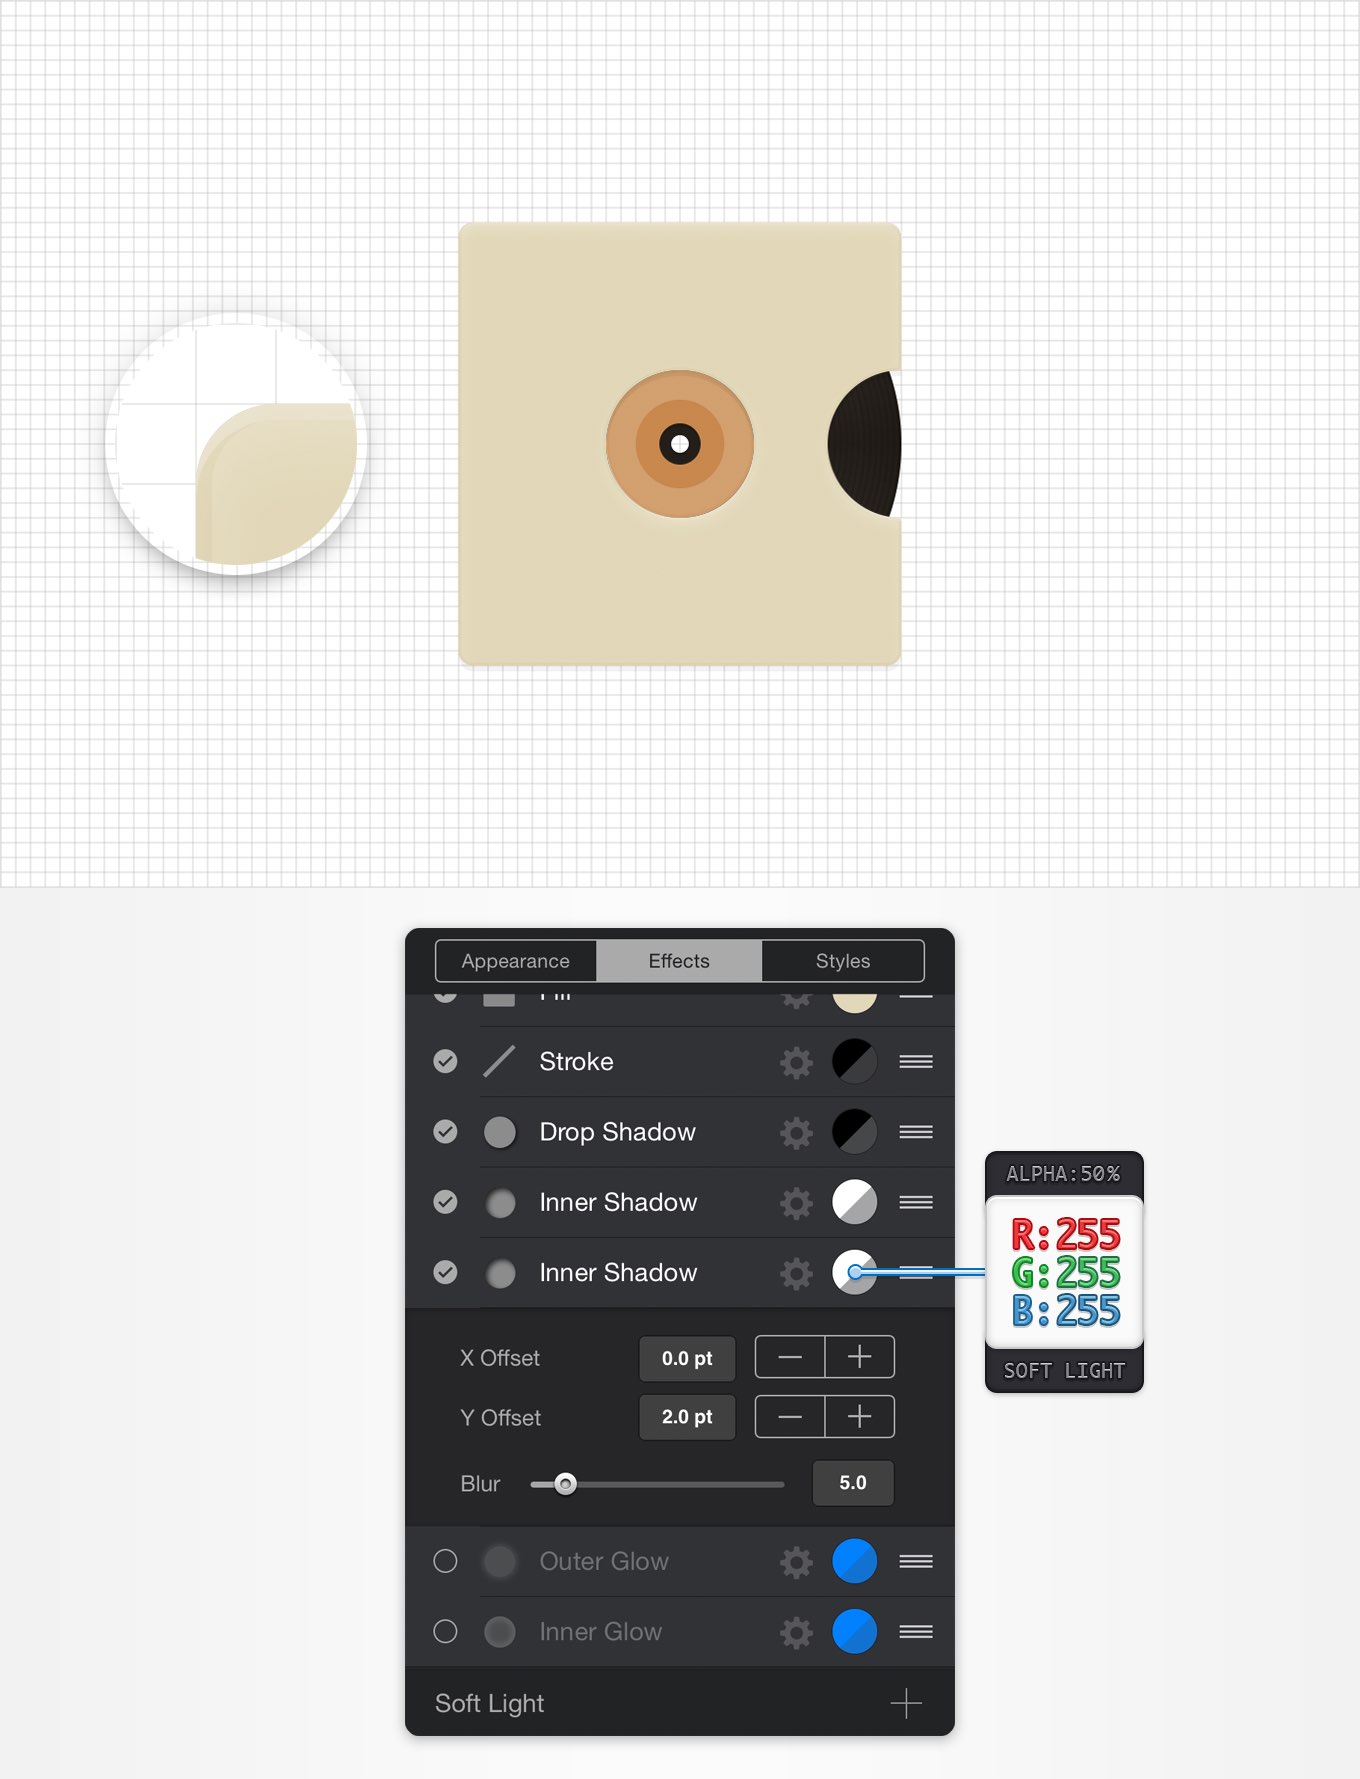 Appearance Effects Styles
Fill
Stroke
Drop Shadow
Inner Shadow
Inner Shadow
X Offset 0.0 pt
Y Offset 2.0 pt
Blur 5.0
Outer Glow
Inner Glow
Soft Light
ALPHA:50%
R:255
G:255
B:255
SOFT LIGHT